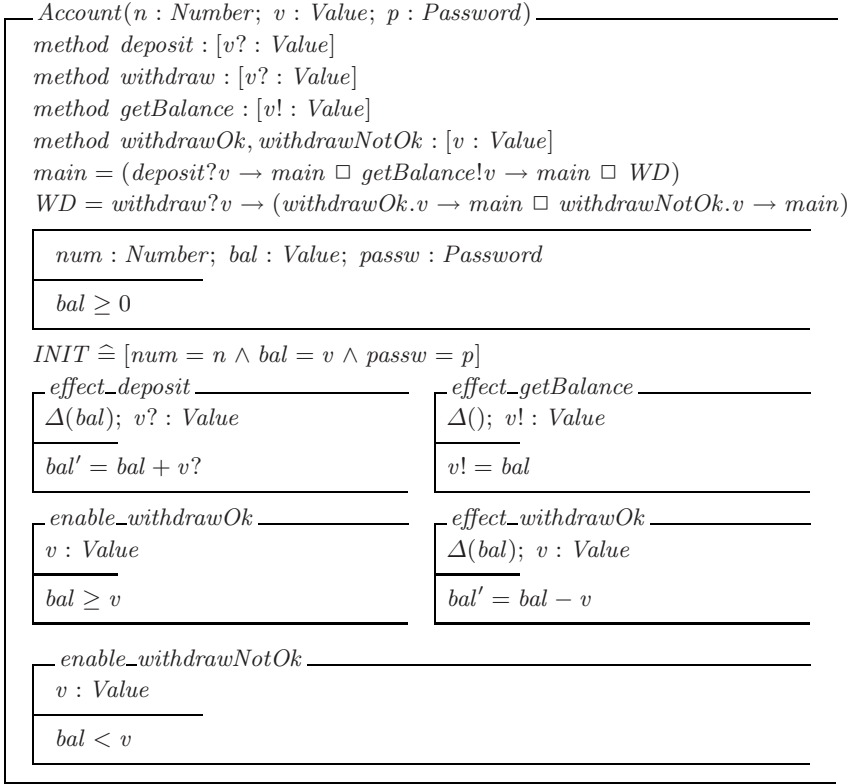 Account(n : Number; v : Value; p : Password)
method deposit : [v? : Value]
method withdraw : [v? : Value]
method getBalance : [v! : Value]
method withdrawOk, withdrawNotOk : [v : Value]
main = (deposit?v → main □ getBalance!v → main □ WD)
WD = withdraw?v → (withdrawOk.v → main □ withdrawNotOk.v → main)
num : Number; bal : Value; passw : Password
bal ≥ 0
INIT ≙ [num = n ∧ bal = v ∧ passw = p]
effect_deposit
Δ(bal); v? : Value
bal′ = bal + v?
effect_getBalance
Δ(); v! : Value
v! = bal
enable_withdrawOk
v : Value
bal ≥ v
effect_withdrawOk
Δ(bal); v : Value
bal′ = bal − v
enable_withdrawNotOk
v : Value
bal < v